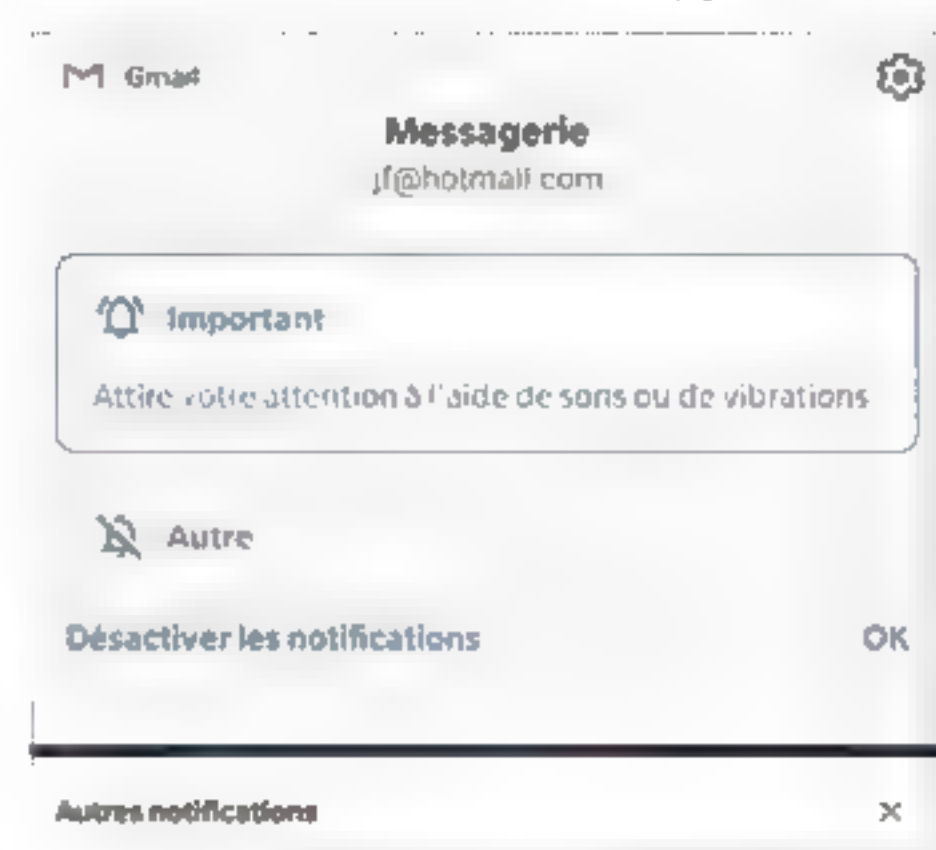 Gmail
Messagerie
jf@hotmail.com
Important
Attire votre attention à l'aide de sons ou de vibrations
Autre
Désactiver les notifications
OK
Autres notifications